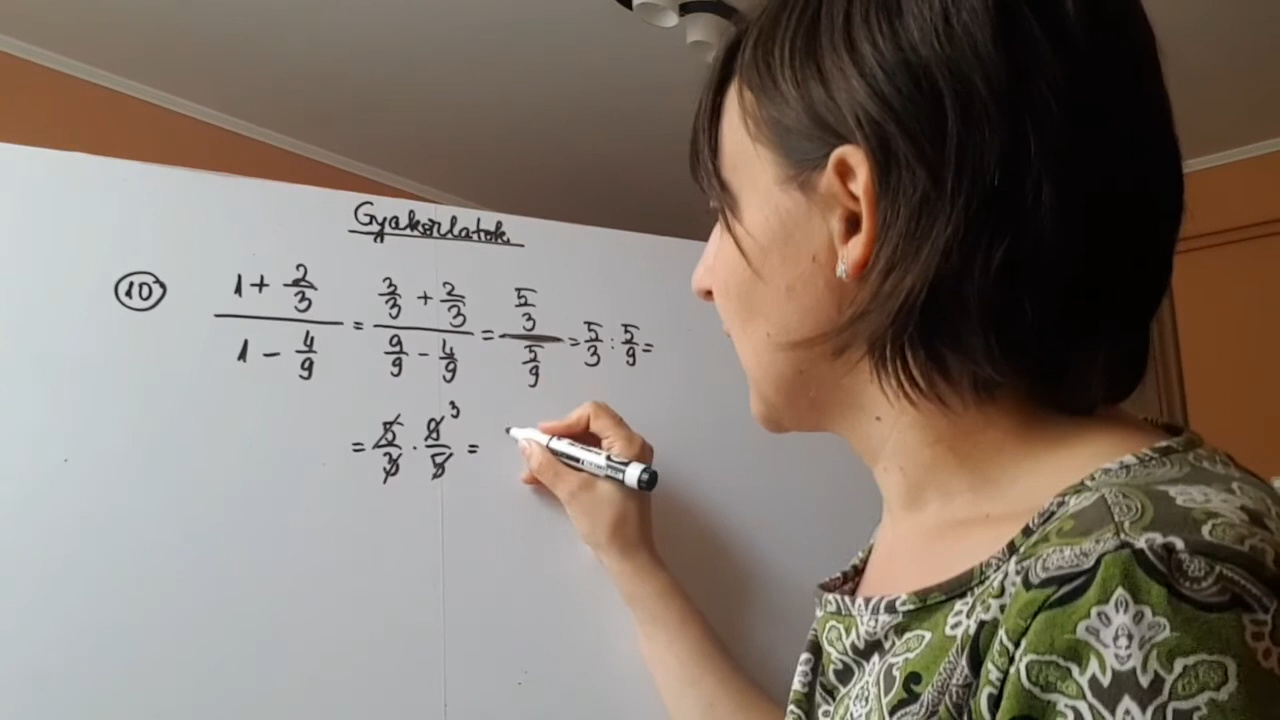 Gyakorlatok
10 (1 + 2/3)/(1 - 4/9) = (3/3 + 2/3)/(9/9 - 4/9) = (5/3)/(5/9) = 5/3 : 5/9 =
= 5/3 · 9/5 3 =